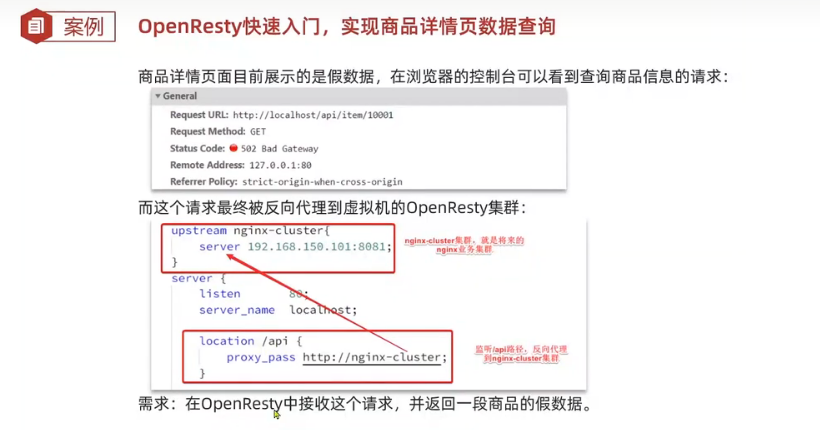 案例
OpenResty快速入门，实现商品详情页数据查询
商品详情页面目前展示的是假数据，在浏览器的控制台可以看到查询商品信息的请求：
General
Request URL: http://localhost/api/item/10001
Request Method: GET
Status Code: 502 Bad Gateway
Remote Address: 127.0.0.1:80
Referrer Policy: strict-origin-when-cross-origin
而这个请求最终被反向代理到虚拟机的OpenResty集群：
upstream nginx-cluster{
server 192.168.150.101:8081;
}
nginx-cluster集群，就是将来的
nginx业务集群
server {
listen 80;
server_name localhost;
location /api {
proxy_pass http://nginx-cluster;
}
监听/api路径，反向代理
到nginx-cluster集群
需求：在OpenResty中接收这个请求，并返回一段商品的假数据。